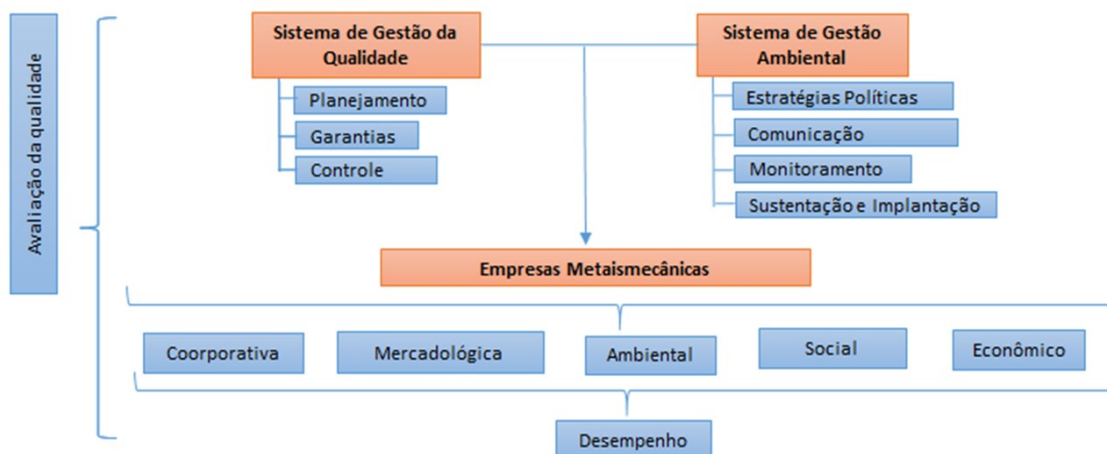 Avaliação da qualidade
Sistema de Gestão da
Qualidade
Planejamento
Garantias
Controle
Sistema de Gestão
Ambiental
Estratégias Políticas
Comunicação
Monitoramento
Sustentação e Implantação
Empresas Metaismecânicas
Coorporativa
Mercadológica
Ambiental
Social
Econômico
Desempenho